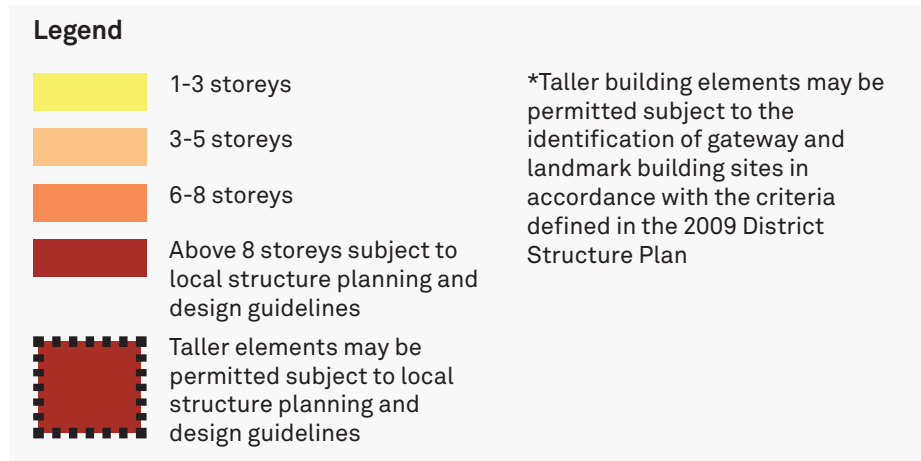 Legend
1-3 storeys
3-5 storeys
6-8 storeys
Above 8 storeys subject to
local structure planning and
design guidelines
Taller elements may be
permitted subject to local
structure planning and
design guidelines
*Taller building elements may be
permitted subject to the
identification of gateway and
landmark building sites in
accordance with the criteria
defined in the 2009 District
Structure Plan